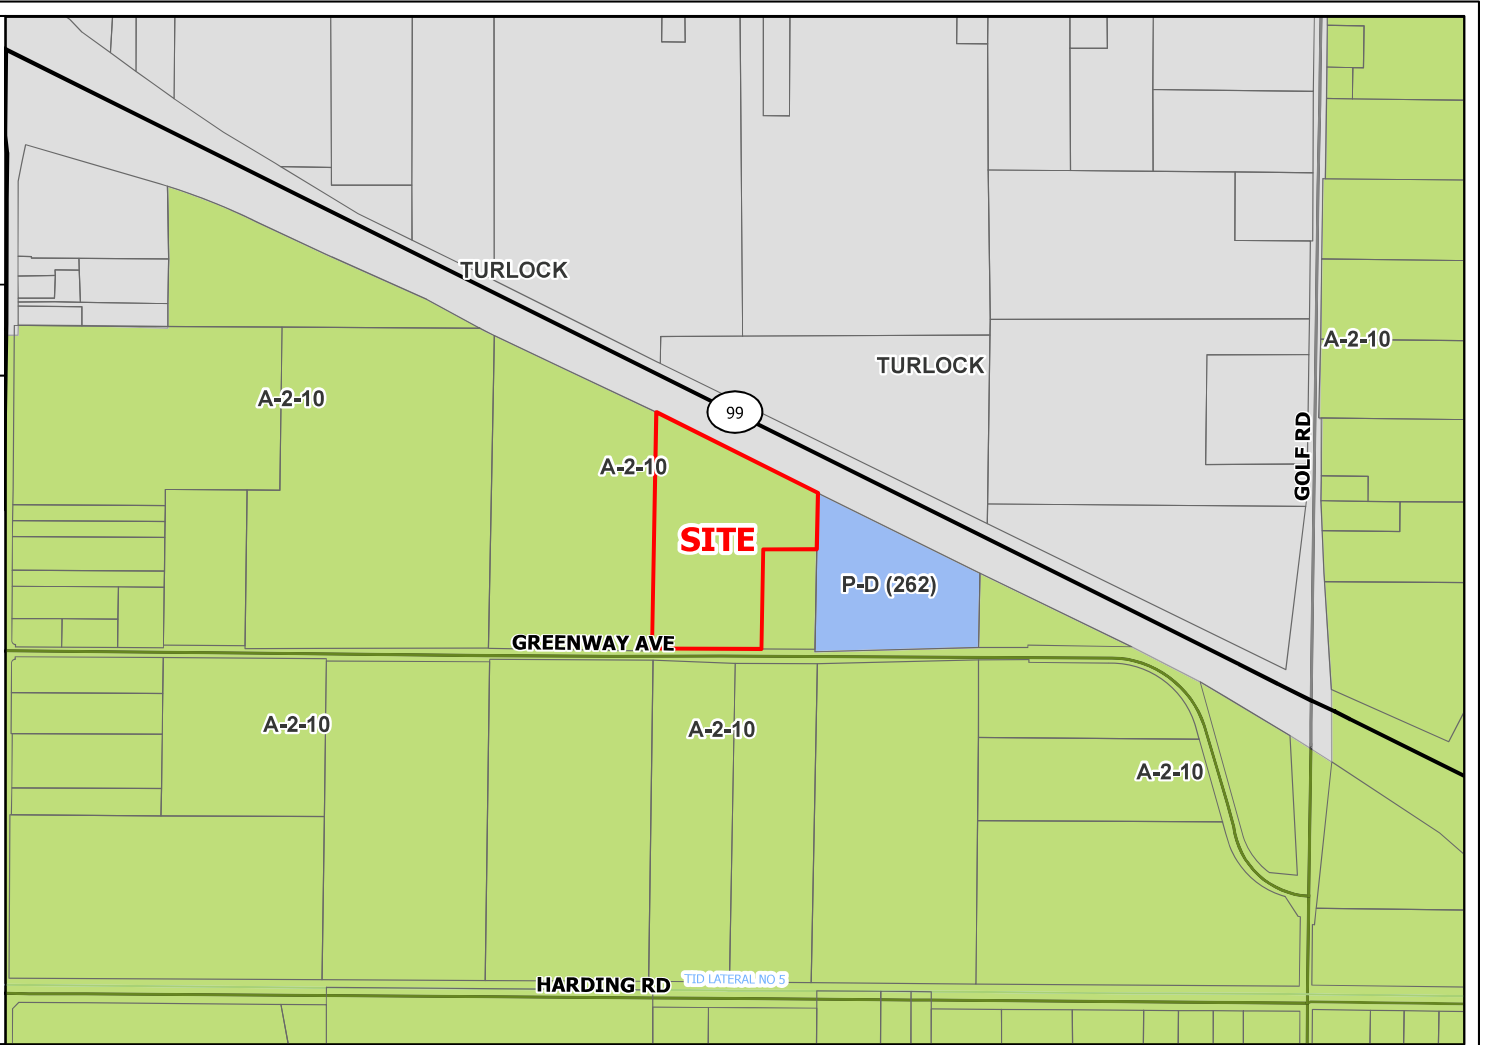 TURLOCK
A-2-10
TURLOCK
A-2-10
99
GOLF RD
A-2-10
SITE
P-D (262)
GREENWAY AVE
A-2-10
A-2-10
A-2-10
HARDING RD
TID LATERAL NO 5